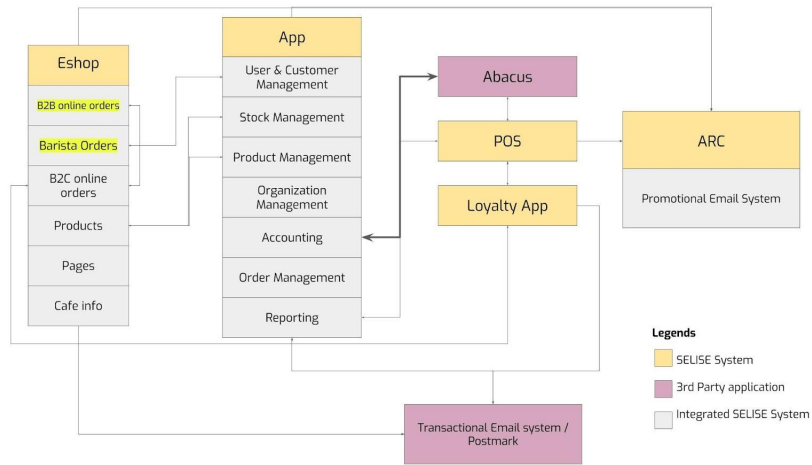 Eshop
B2B online orders
Barista Orders
B2C online
orders
Products
Pages
Cafe info
App
User & Customer
Management
Stock Management
Product Management
Organization
Management
Accounting
Order Management
Reporting
Abacus
POS
Loyalty App
ARC
Promotional Email System
Transactional Email system /
Postmark
Legends
SELISE System
3rd Party application
Integrated SELISE System